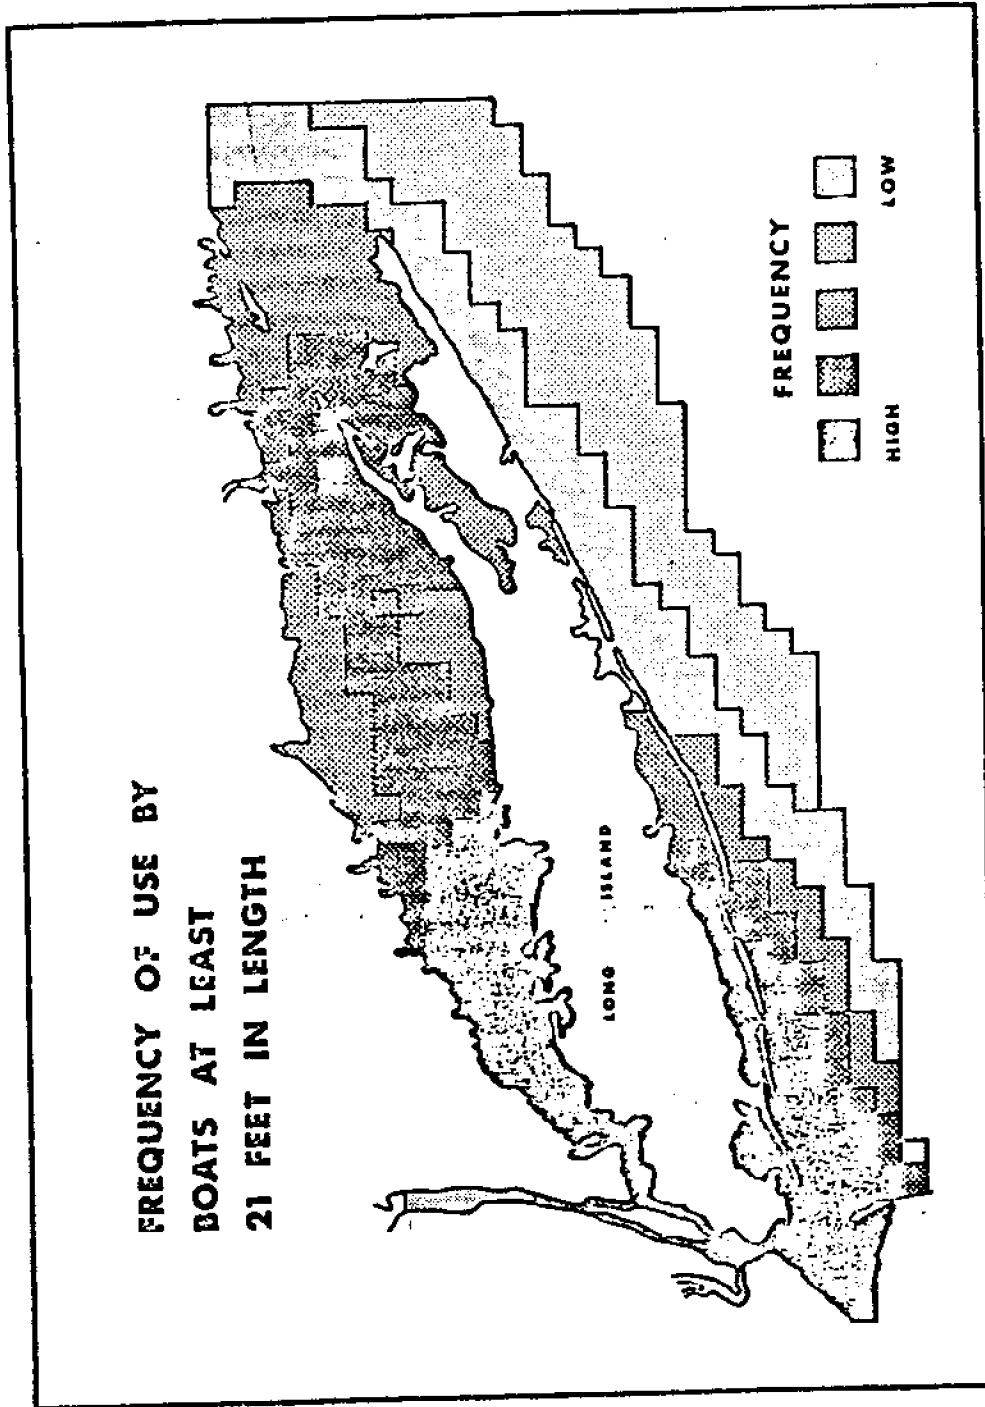 FREQUENCY OF USE BY
BOATS AT LEAST
21 FEET IN LENGTH
LONG ISLAND
FREQUENCY
HIGH LOW